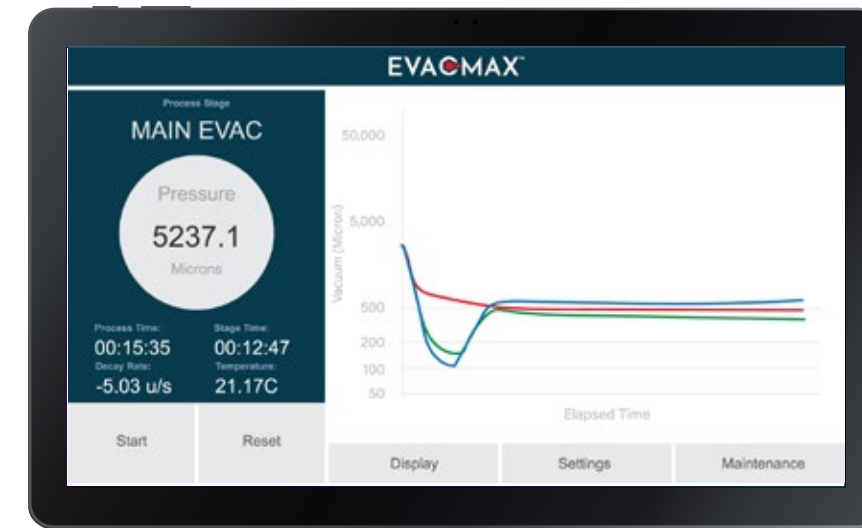 EVACMAX™
Process Stage
MAIN EVAC
Pressure
5237.1
Microns
Process Time:
Stage Time:
00:15:35
00:12:47
Decay Rate:
Temperature:
-5.03 u/s
21.17C
Start
Reset
50,000
5,000
500
200
100
50
Vacuum (Micron)
Elapsed Time
Display
Settings
Maintenance